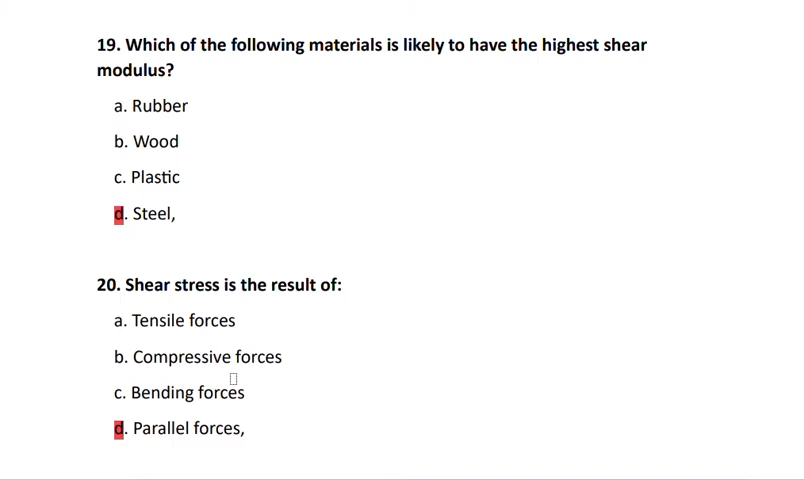 19. Which of the following materials is likely to have the highest shear
modulus?
a. Rubber
b. Wood
c. Plastic
d. Steel,
20. Shear stress is the result of:
a. Tensile forces
b. Compressive forces
c. Bending forces
d. Parallel forces,